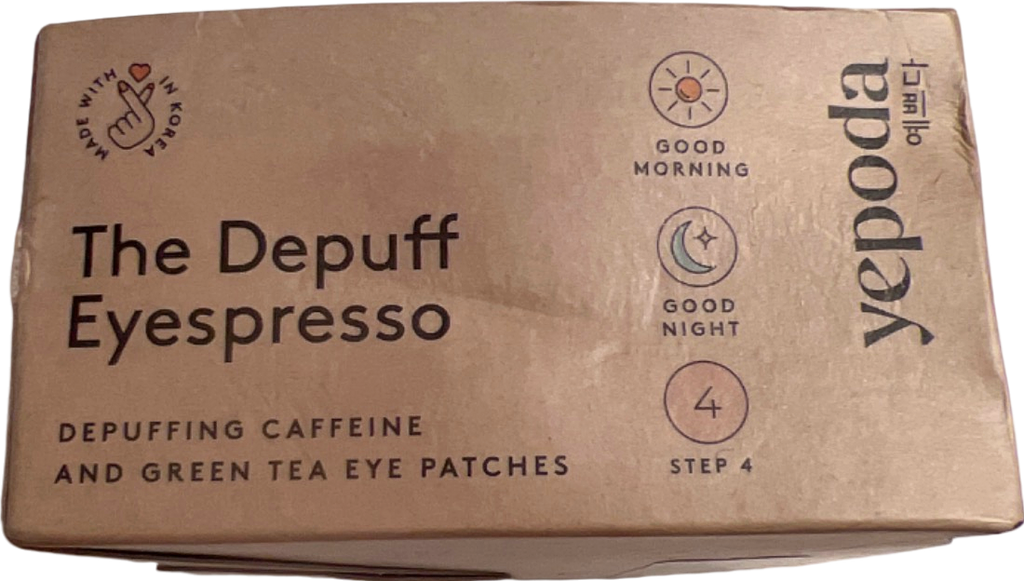 MADE WITH IN KOREA
The Depuff
Eyespresso
DEPUFFING CAFFEINE
AND GREEN TEA EYE PATCHES
GOOD
MORNING
GOOD
NIGHT
4
STEP 4
yepoda
예쁘다